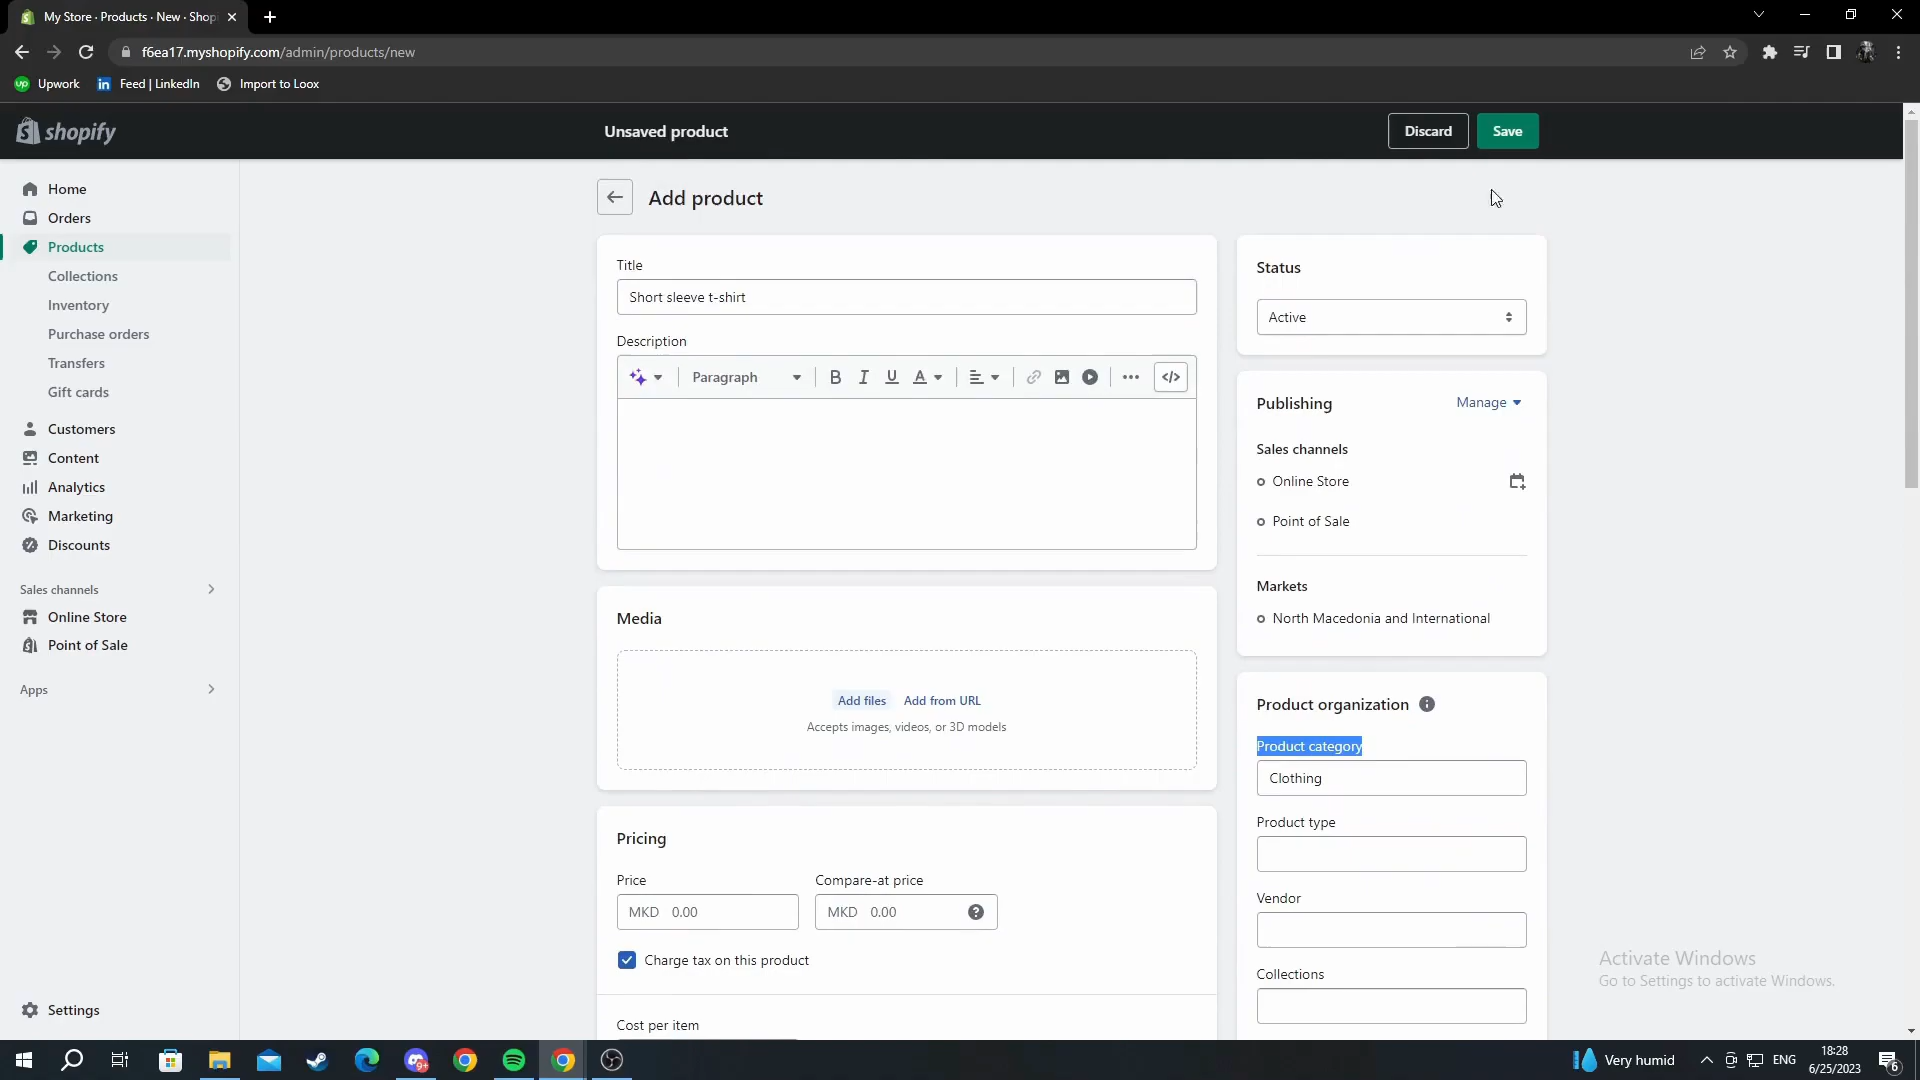 My Store · Products · New · Shop
f6ea17.myshopify.com/admin/products/new
Upwork
Feed | LinkedIn
Import to Loox
shopify
Unsaved product
Discard
Save
Home
Orders
Products
Collections
Inventory
Purchase orders
Transfers
Gift cards
Customers
Content
Analytics
Marketing
Discounts
Sales channels
Online Store
Point of Sale
Apps
Settings
Add product
Title
Short sleeve t-shirt
Description
Paragraph
B I U A
Media
Add files Add from URL
Accepts images, videos, or 3D models
Pricing
Price
MKD 0.00
Compare-at price
MKD 0.00
Charge tax on this product
Cost per item
Status
Active
Publishing
Manage
Sales channels
Online Store
Point of Sale
Markets
North Macedonia and International
Product organization
Product category
Clothing
Product type
Vendor
Collections
Activate Windows
Go to Settings to activate Windows.
9+
Very humid
ENG
18:28
6/25/2023
6